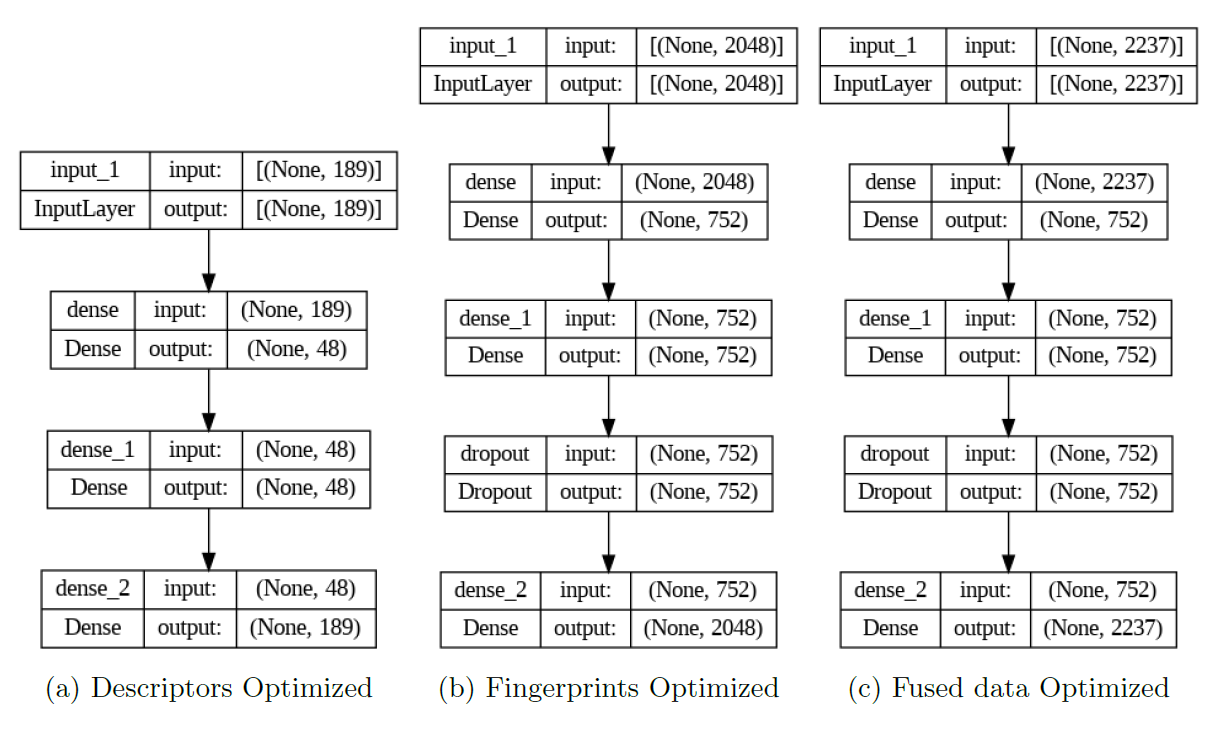 input_1 input: [(None, 189)]
InputLayer output: [(None, 189)]
dense input: (None, 189)
Dense output: (None, 48)
dense_1 input: (None, 48)
Dense output: (None, 48)
dense_2 input: (None, 48)
Dense output: (None, 189)
(a) Descriptors Optimized
input_1 input: [(None, 2048)]
InputLayer output: [(None, 2048)]
dense input: (None, 2048)
Dense output: (None, 752)
dense_1 input: (None, 752)
Dense output: (None, 752)
dropout input: (None, 752)
Dropout output: (None, 752)
dense_2 input: (None, 752)
Dense output: (None, 2048)
(b) Fingerprints Optimized
input_1 input: [(None, 2237)]
InputLayer output: [(None, 2237)]
dense input: (None, 2237)
Dense output: (None, 752)
dense_1 input: (None, 752)
Dense output: (None, 752)
dropout input: (None, 752)
Dropout output: (None, 752)
dense_2 input: (None, 752)
Dense output: (None, 2237)
(c) Fused data Optimized